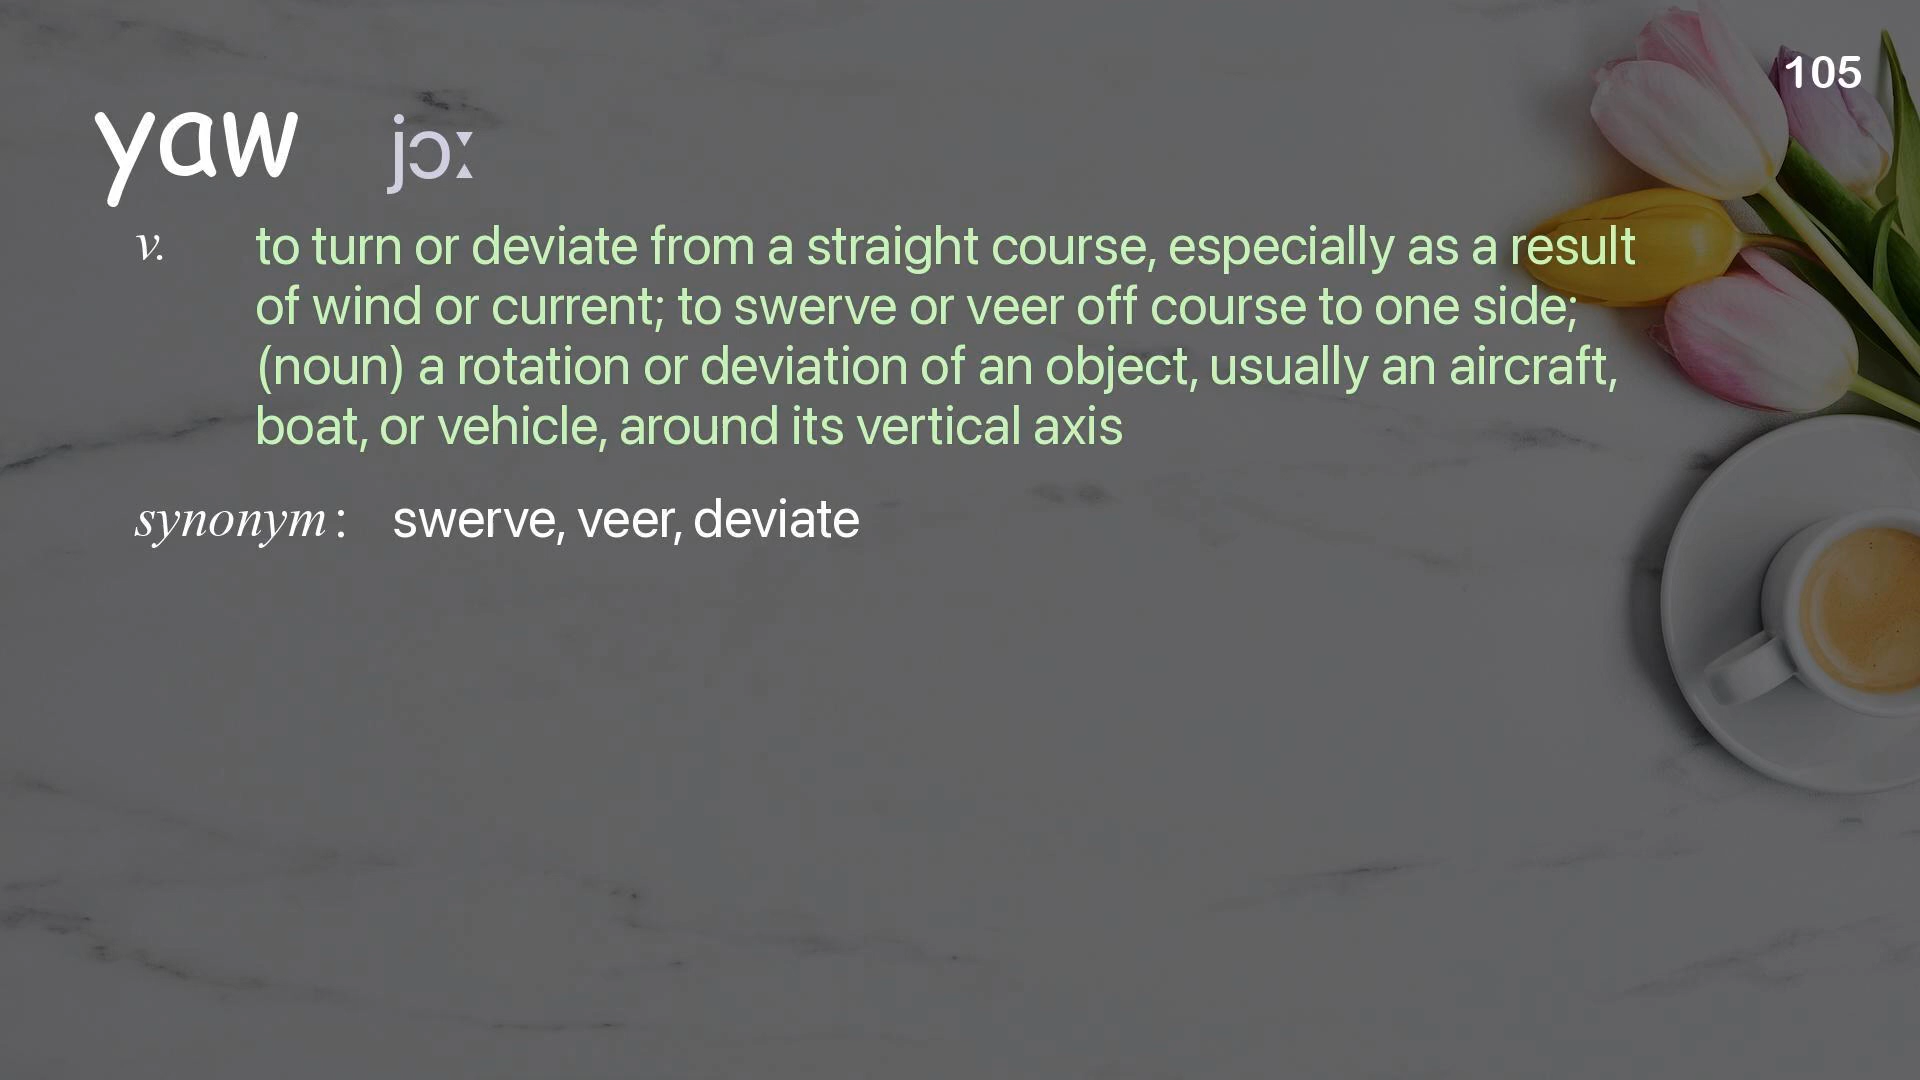 105
yaw jɔː
v. to turn or deviate from a straight course, especially as a result
of wind or current; to swerve or veer off course to one side;
(noun) a rotation or deviation of an object, usually an aircraft,
boat, or vehicle, around its vertical axis
synonym : swerve, veer, deviate